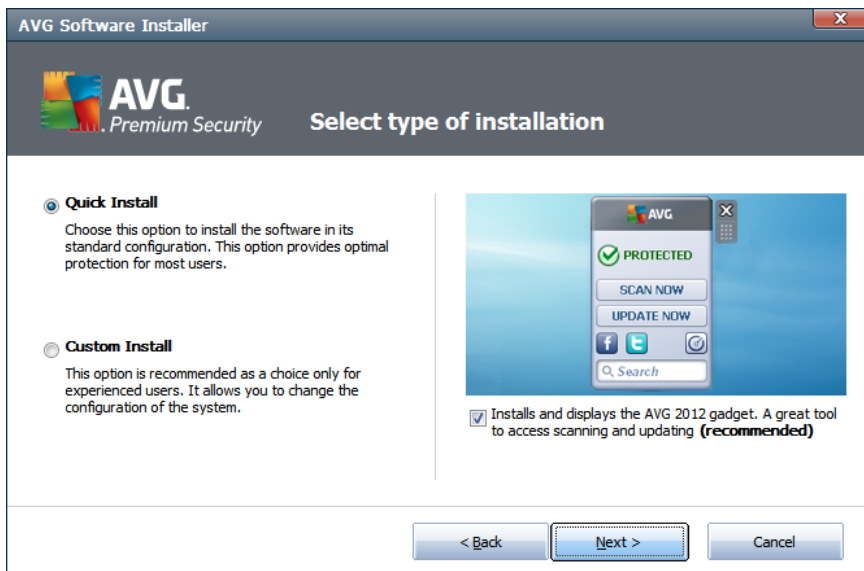 AVG Software Installer
AVG.
Premium Security
Select type of installation
Quick Install
Choose this option to install the software in its
standard configuration. This option provides optimal
protection for most users.
Custom Install
This option is recommended as a choice only for
experienced users. It allows you to change the
configuration of the system.
AVG
PROTECTED
SCAN NOW
UPDATE NOW
Search
Installs and displays the AVG 2012 gadget. A great tool
to access scanning and updating (recommended)
< Back
Next >
Cancel